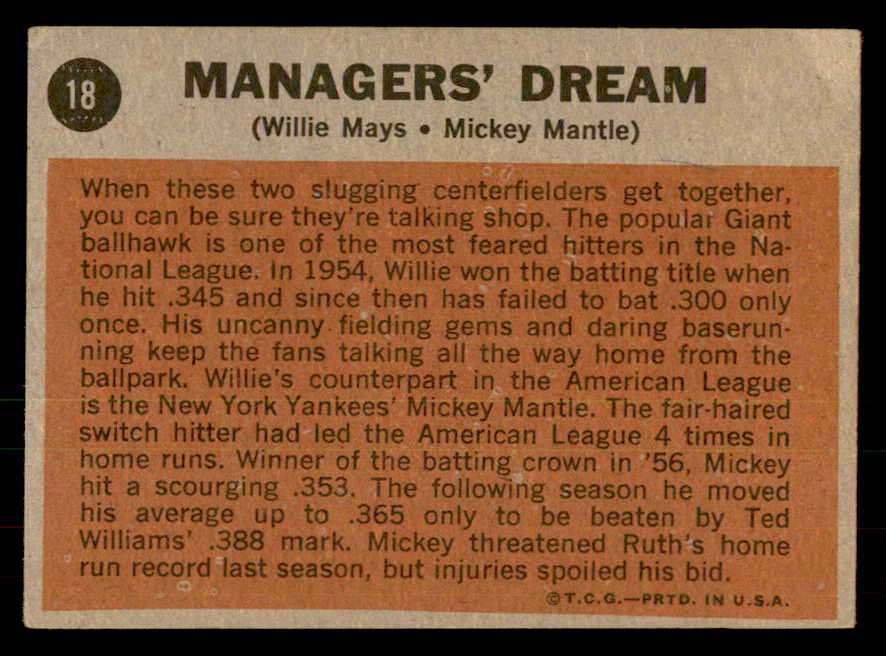 18
MANAGERS' DREAM
(Willie Mays • Mickey Mantle)
When these two slugging centerfielders get together,
you can be sure they're talking shop. The popular Giant
ballhawk is one of the most feared hitters in the Na-
tional League. In 1954, Willie won the batting title when
he hit .345 and since then has failed to bat .300 only
once. His uncanny fielding gems and daring baserun-
ning keep the fans talking all the way home from the
ballpark. Willie's counterpart in the American League
is the New York Yankees' Mickey Mantle. The fair-haired
switch hitter had led the American League 4 times in
home runs. Winner of the batting crown in '56, Mickey
hit a scourging .353. The following season he moved
his average up to .365 only to be beaten by Ted
Williams' .388 mark. Mickey threatened Ruth's home
run record last season, but injuries spoiled his bid.
©T.C.G.—PRTD. IN U.S.A.